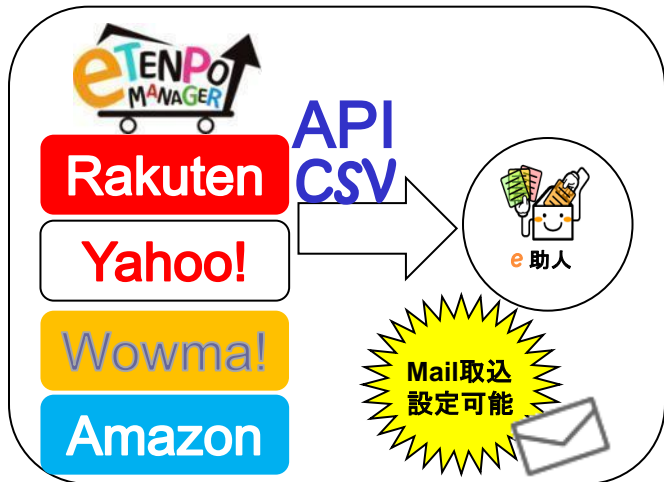 eTENPO
MANAGER
API
CSV
Rakuten
Yahoo!
Wowma!
Amazon
e助人
Mail取込
設定可能